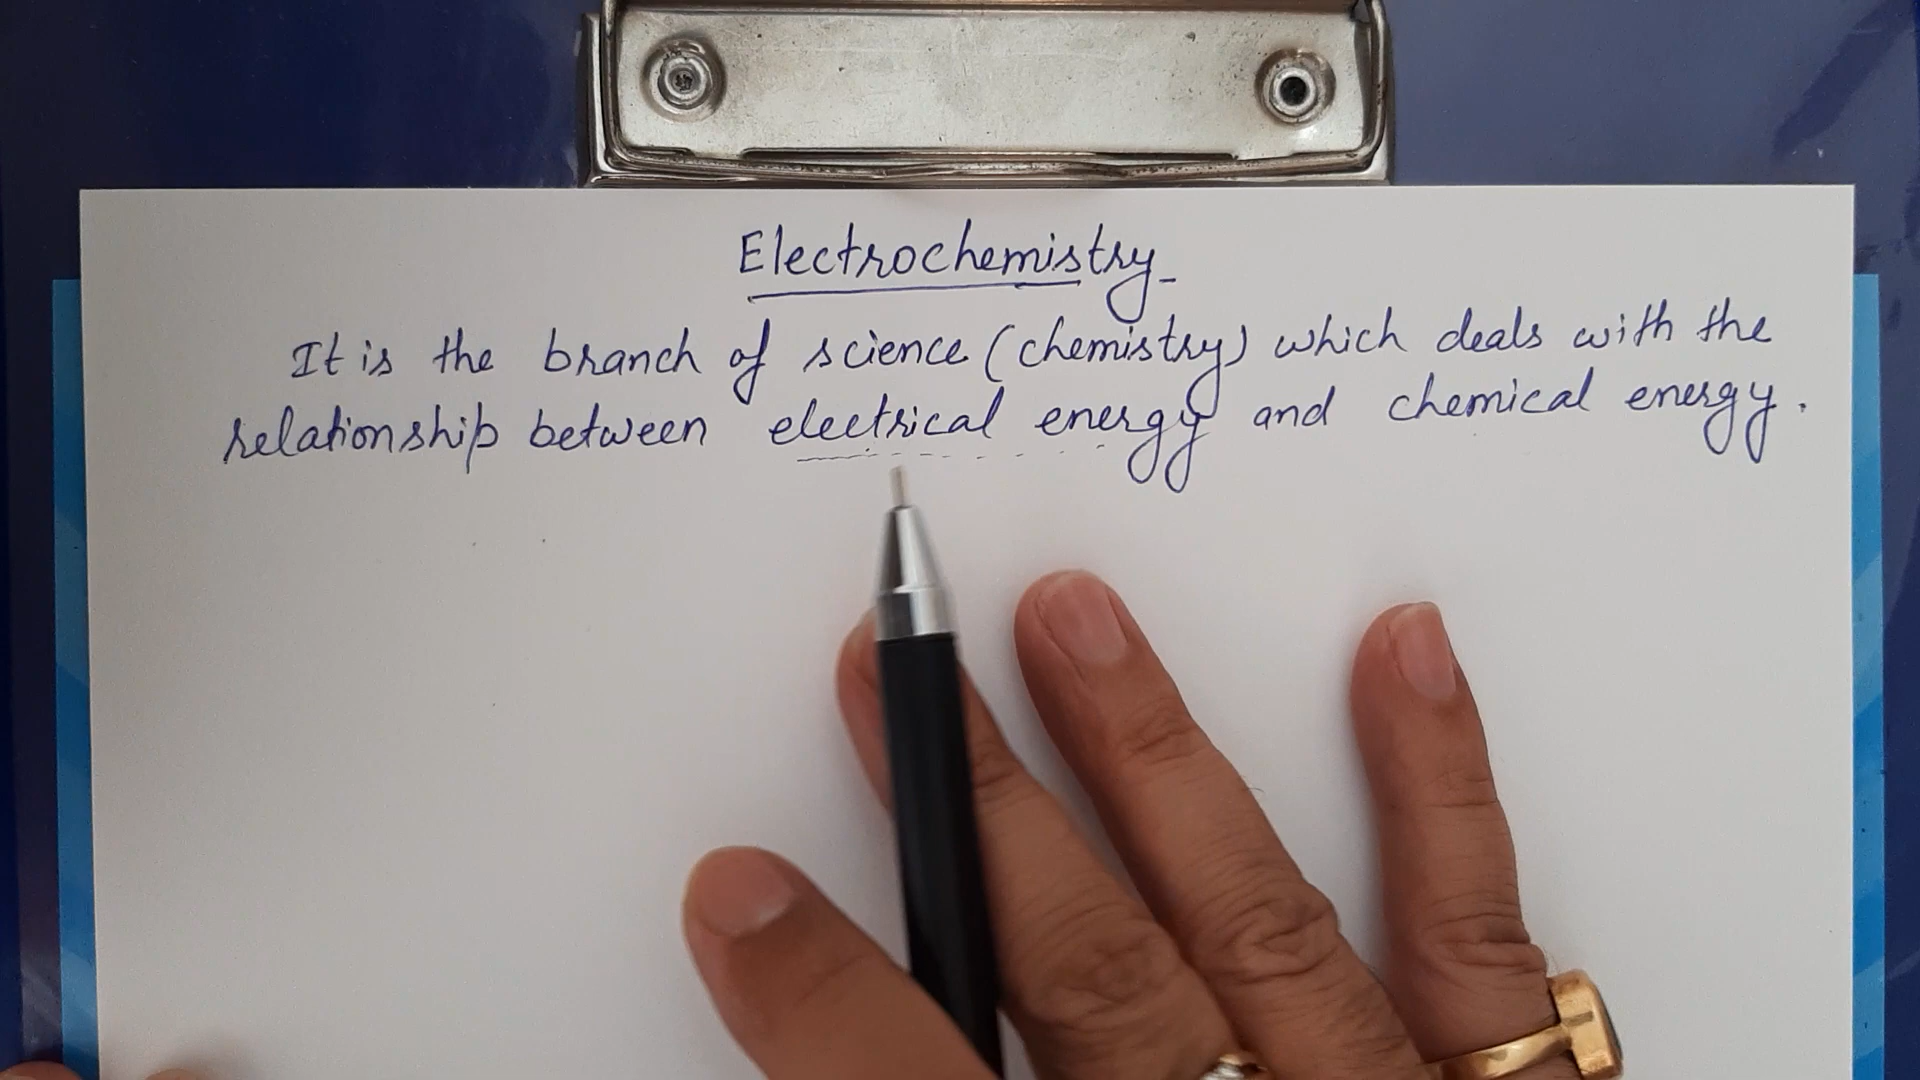 Electrochemistry-
It is the branch of science (chemistry) which deals with the
relationship between electrical energy and chemical energy.